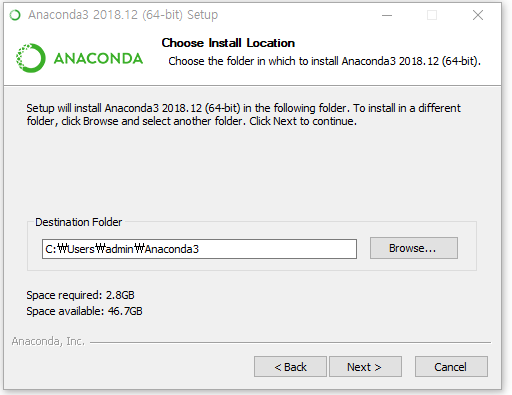 Anaconda3 2018.12 (64-bit) Setup
ANACONDA
Choose Install Location
Choose the folder in which to install Anaconda3 2018.12 (64-bit).
Setup will install Anaconda3 2018.12 (64-bit) in the following folder. To install in a different
folder, click Browse and select another folder. Click Next to continue.
Destination Folder
C:₩Users₩admin₩Anaconda3
Browse...
Space required: 2.8GB
Space available: 46.7GB
Anaconda, Inc.
< Back
Next >
Cancel